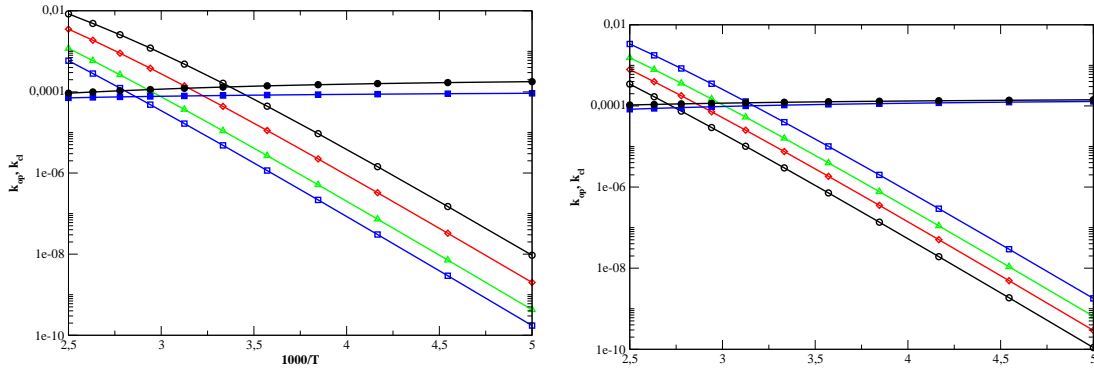 0,01
0,0001
1e-06
1e-08
1e-10
k_op, k_cl
2,5 3 3,5 4 4,5 5
1000/T
0,01
0,0001
1e-06
1e-08
1e-10
k_op, k_cl
2,5 3 3,5 4 4,5 5